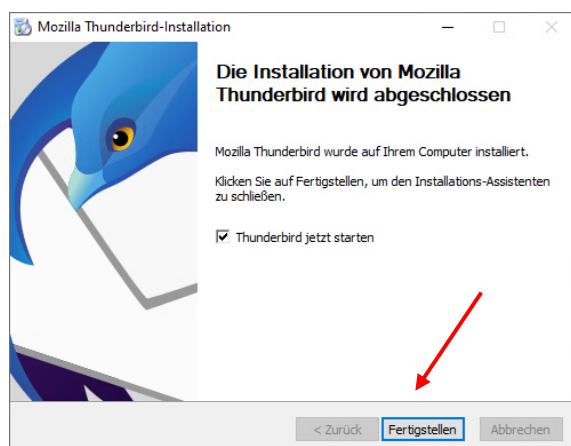 Mozilla Thunderbird-Installation
Die Installation von Mozilla
Thunderbird wird abgeschlossen
Mozilla Thunderbird wurde auf Ihrem Computer installiert.
Klicken Sie auf Fertigstellen, um den Installations-Assistenten
zu schließen.
Thunderbird jetzt starten
< Zurück Fertigstellen Abbrechen